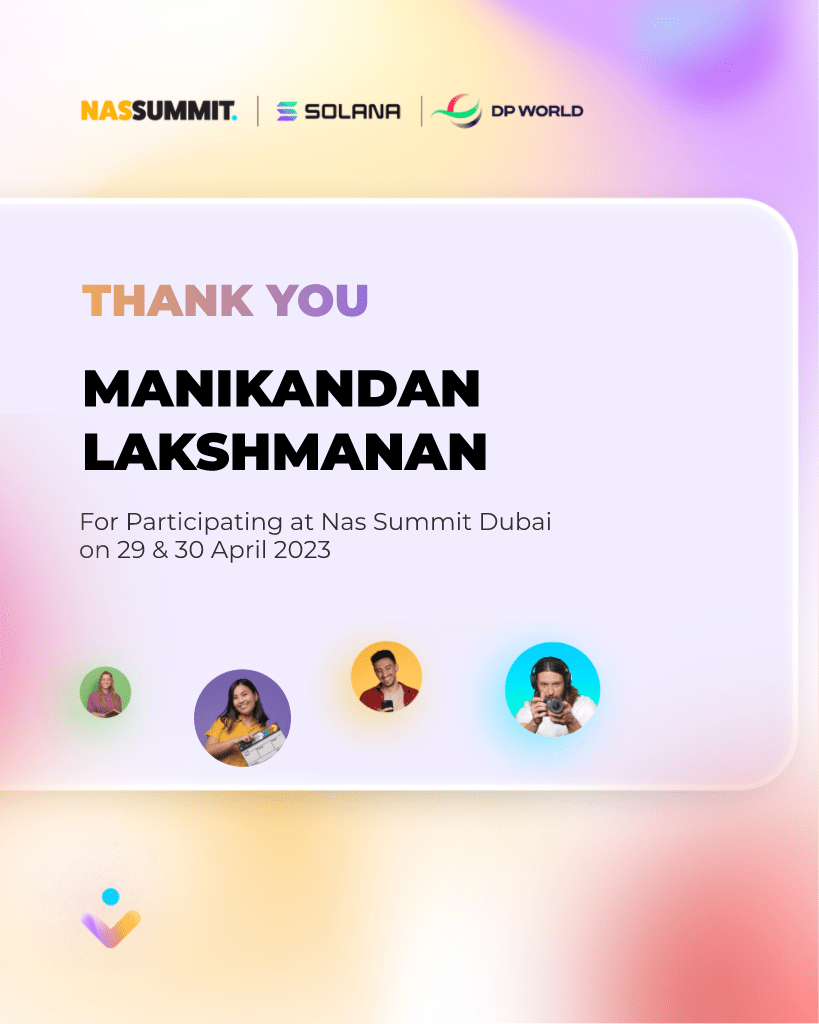 NASSUMMIT. | SOLANA | DP WORLD
THANK YOU
MANIKANDAN
LAKSHMANAN
For Participating at Nas Summit Dubai
on 29 & 30 April 2023